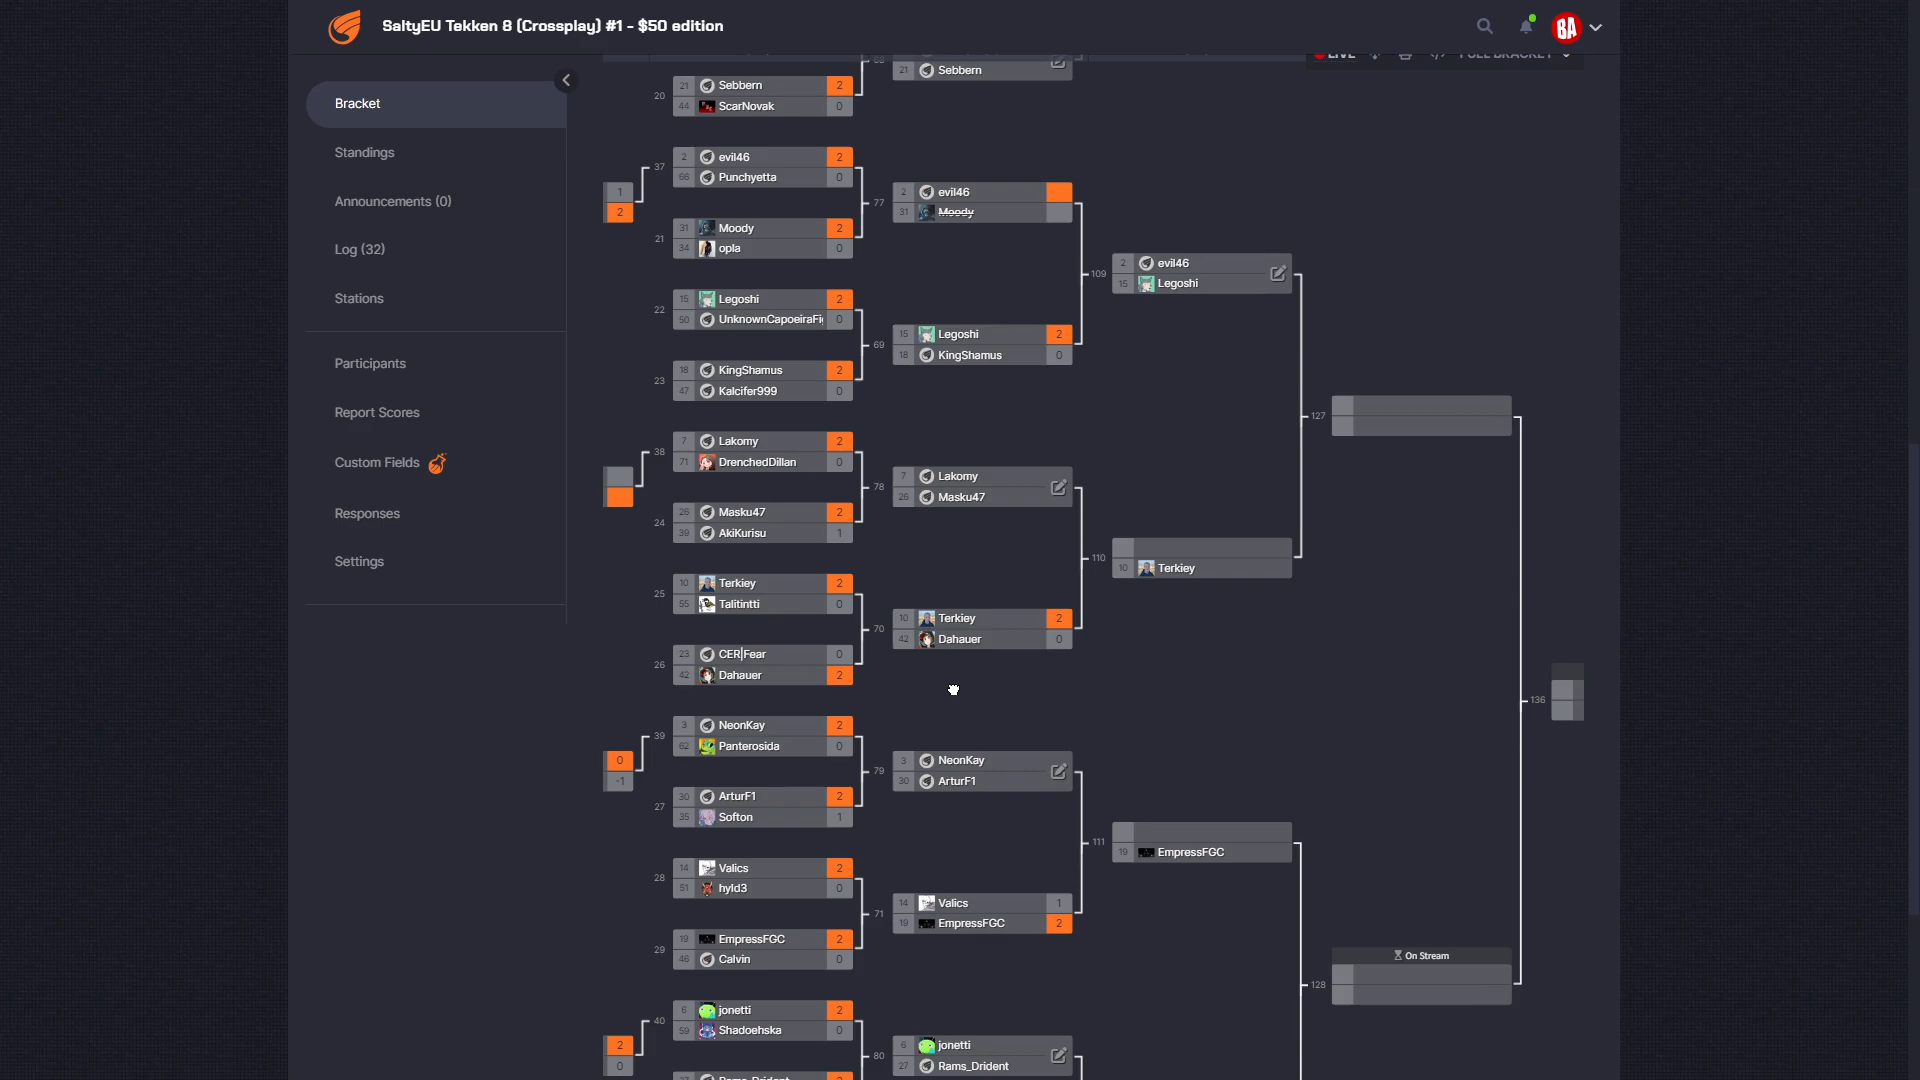 SaltyEU Tekken 8 (Crossplay) #1 - $50 edition
BA
LIVE
FULL BRACKET
Bracket
Standings
Announcements (0)
Log (32)
Stations
Participants
Report Scores
Custom Fields
Responses
Settings
1
2
0
-1
2
0
20
21 Sebbern 2
44 ScarNovak 0
37
2 evil46 2
66 Punchyetta 0
21
31 Moody 2
34 opla 0
22
15 Legoshi 2
50 UnknownCapoeiraFi 0
23
18 KingShamus 2
47 Kalcifer999 0
38
7 Lakomy 2
71 DrenchedDillan 0
24
26 Masku47 2
39 AkiKurisu 1
25
10 Terkiey 2
55 Talitintti 0
26
23 CER|Fear 0
42 Dahauer 2
39
3 NeonKay 2
62 Panterosida 0
27
30 ArturF1 2
35 Softon 1
28
14 Valics 2
51 hyld3 0
29
19 EmpressFGC 2
46 Calvin 0
40
6 jonetti 2
59 Shadoehska 0
Rams_Drident
21 Sebbern
77
2 evil46
31 Moody
69
15 Legoshi 2
18 KingShamus 0
78
7 Lakomy
26 Masku47
70
10 Terkiey 2
42 Dahauer 0
79
3 NeonKay
30 ArturF1
71
14 Valics 1
19 EmpressFGC 2
80
6 jonetti
27 Rams_Drident
109
2 evil46
15 Legoshi
110
10 Terkiey
111
19 EmpressFGC
127
128
On Stream
136